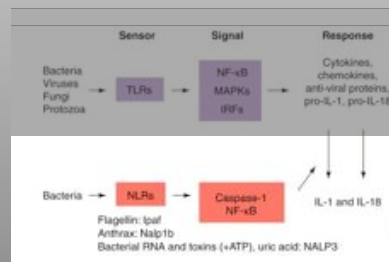 Sensor Signal Response
Bacteria
Viruses
Fungi
Protozoa
TLRs
NF-κB
MAPKs
IRFs
Cytokines,
chemokines,
anti-viral proteins,
pro-IL-1, pro-IL-18
Bacteria
NLRs
Caspase-1
NF-κB
IL-1 and IL-18
Flagellin: Ipaf
Anthrax: Nalp1b
Bacterial RNA and toxins (+ATP), uric acid: NALP3